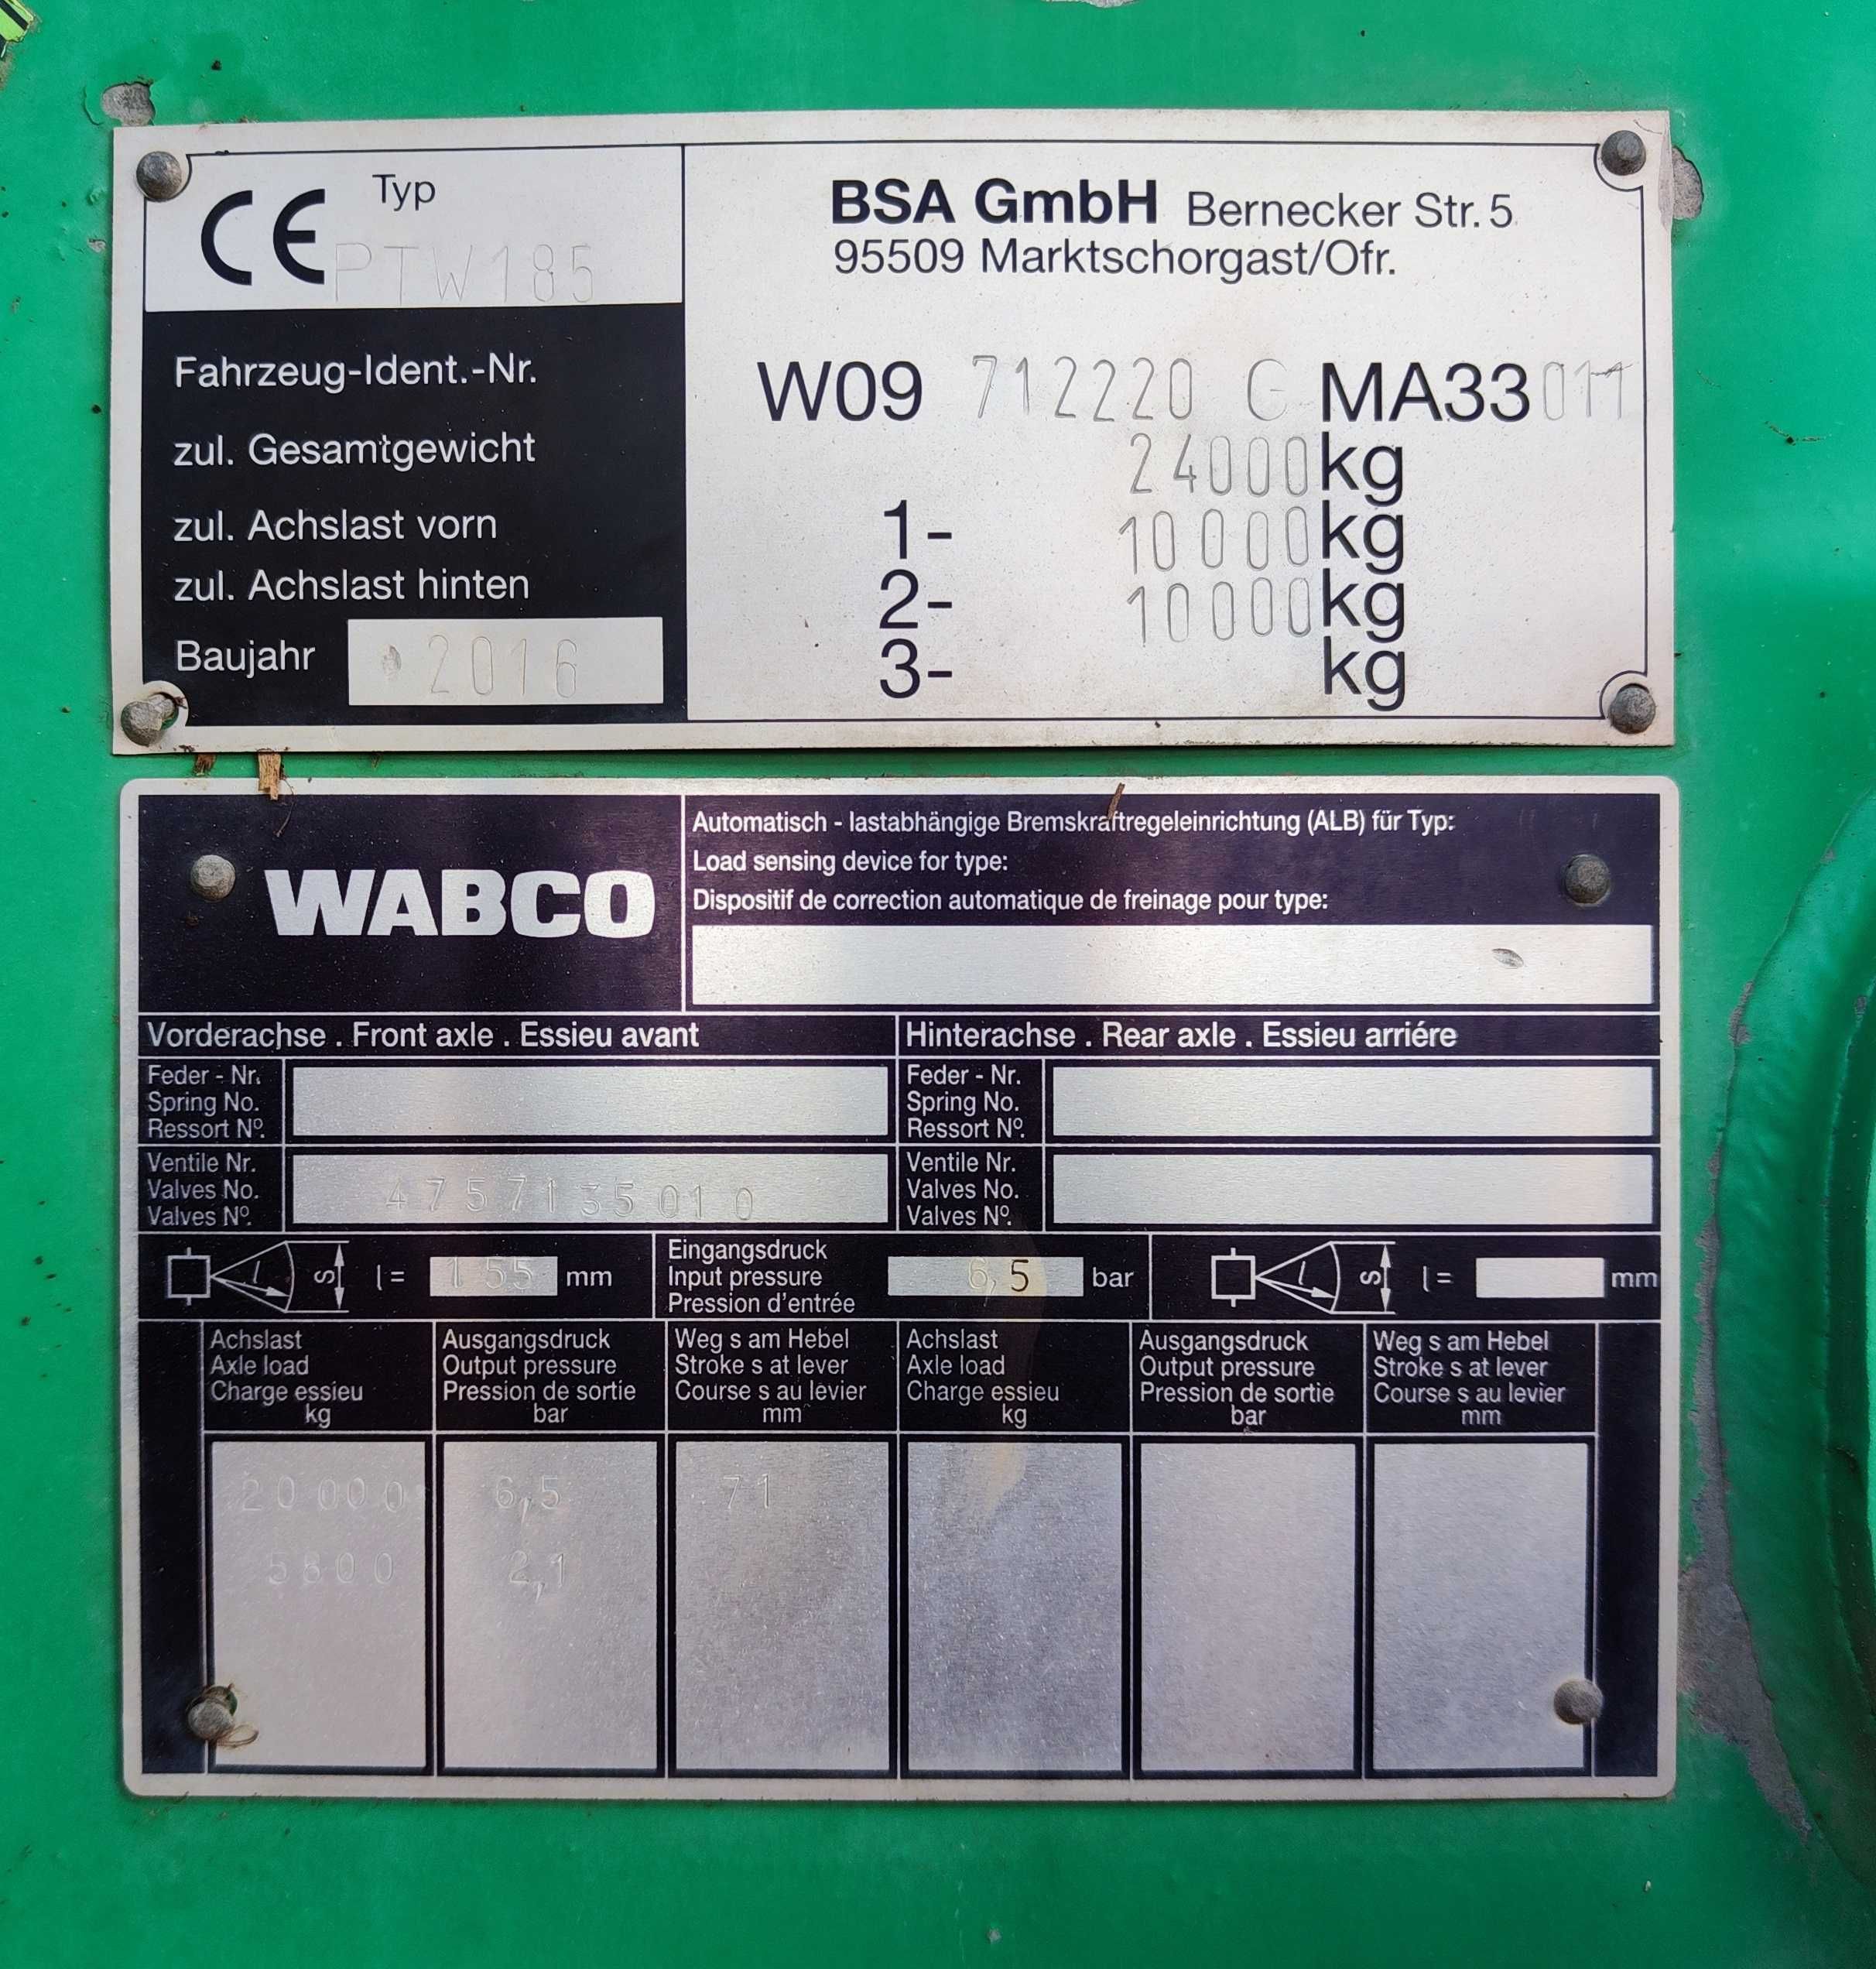 CE Typ
PTW185
BSA GmbH Bernecker Str. 5
95509 Marktschorgast/Ofr.
Fahrzeug-Ident.-Nr. W09 712220 G MA33011
zul. Gesamtgewicht 24000kg
zul. Achslast vorn 1- 10000kg
zul. Achslast hinten 2- 10000kg
Baujahr 2016 3- kg
WABCO
Automatisch - lastabhängige Bremskraftregeleinrichtung (ALB) für Typ:
Load sensing device for type:
Dispositif de correction automatique de freinage pour type:
Vorderachse . Front axle . Essieu avant
Hinterachse . Rear axle . Essieu arriére
Feder - Nr.
Spring No.
Ressort Nº.
Feder - Nr.
Spring No.
Ressort Nº.
Ventile Nr.
Valves No.
Valves Nº.
4757135010
Ventile Nr.
Valves No.
Valves Nº.
l S l = 155 mm
Eingangsdruck
Input pressure
Pression d'entrée
6,5 bar
l S l = mm
Achslast
Axle load
Charge essieu
kg
Ausgangsdruck
Output pressure
Pression de sortie
bar
Weg s am Hebel
Stroke s at lever
Course s au levier
mm
Achslast
Axle load
Charge essieu
kg
Ausgangsdruck
Output pressure
Pression de sortie
bar
Weg s am Hebel
Stroke s at lever
Course s au levier
mm
20000 6,5 71
2,1